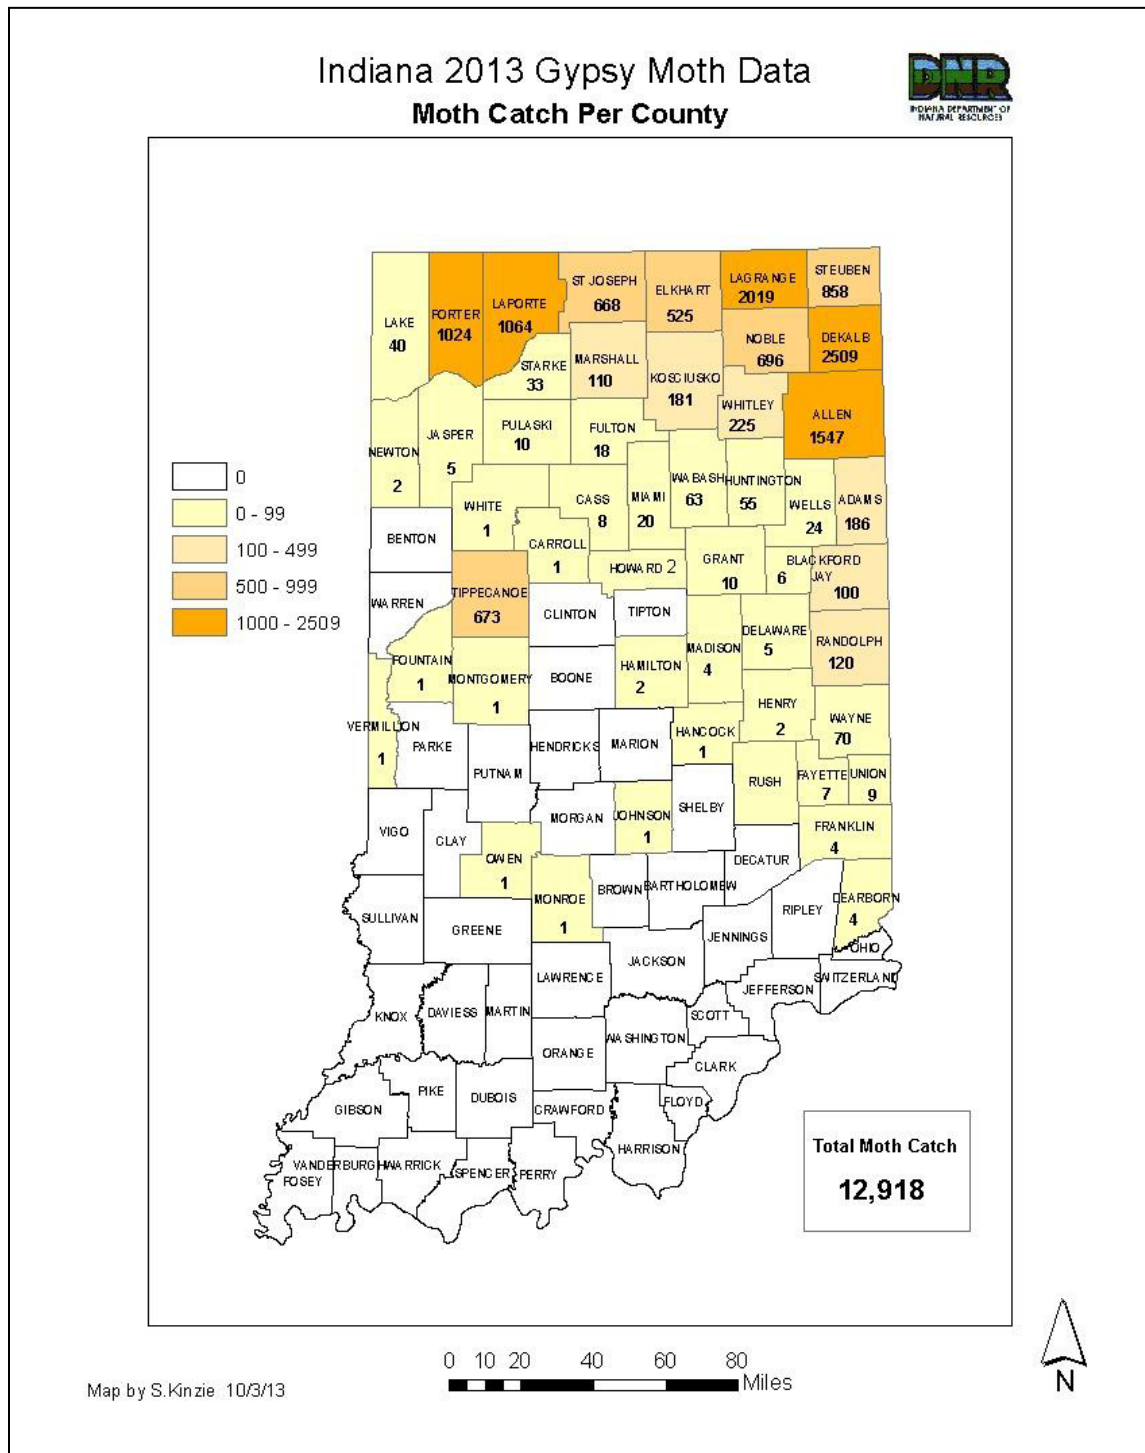 Indiana 2013 Gypsy Moth Data
Moth Catch Per County
DNR
INDIANA DEPARTMENT OF
NATURAL RESOURCES
LAKE
40
PORTER
1024
LAPORTE
1064
ST JOSEPH
668
ELKHART
525
LAGRANGE
2019
STEUBEN
858
NOBLE
696
DEKALB
2509
STARKE
33
MARSHALL
110
KOSCIUSKO
181
WHITLEY
225
ALLEN
1547
NEWTON
2
JASPER
5
PULASKI
10
FULTON
18
WHITE
1
CASS
8
MIAMI
20
WABASH
63
HUNTINGTON
55
WELLS
24
ADAMS
186
0
0 - 99
100 - 499
500 - 999
1000 - 2509
BENTON
CARROLL
1
HOWARD 2
GRANT
10
BLACKFORD
6
JAY
100
WARREN
TIPPECANOE
673
CLINTON
TIPTON
MADISON
4
DELAWARE
5
RANDOLPH
120
FOUNTAIN
1
MONTGOMERY
1
BOONE
HAMILTON
2
HENRY
2
WAYNE
70
VERMILLION
1
PARKE
PUTNAM
HENDRICKS
MARION
HANCOCK
1
RUSH
FAYETTE
7
UNION
9
VIGO
CLAY
OWEN
1
MORGAN
JOHNSON
1
SHELBY
FRANKLIN
4
DECATUR
SULLIVAN
GREENE
MONROE
1
BROWN
BARTHOLOMEW
RIPLEY
DEARBORN
4
JENNINGS
OHIO
SWITZERLAND
KNOX
DAVIESS
MARTIN
LAWRENCE
JACKSON
JEFFERSON
SCOTT
ORANGE
WASHINGTON
CLARK
GIBSON
PIKE
DUBOIS
CRAWFORD
FLOYD
HARRISON
POSEY
VANDERBURGH
WARRICK
SPENCER
PERRY
Total Moth Catch
12,918
0 10 20 40 60 80
Miles
N
Map by S.Kinzie 10/3/13